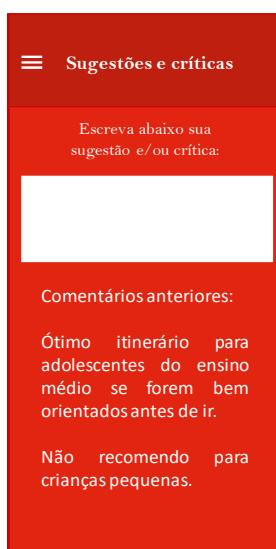 Sugestões e críticas
Escreva abaixo sua
sugestão e/ou crítica:
Comentários anteriores:
Ótimo itinerário para
adolescentes do ensino
médio se forem bem
orientados antes de ir.
Não recomendo para
crianças pequenas.